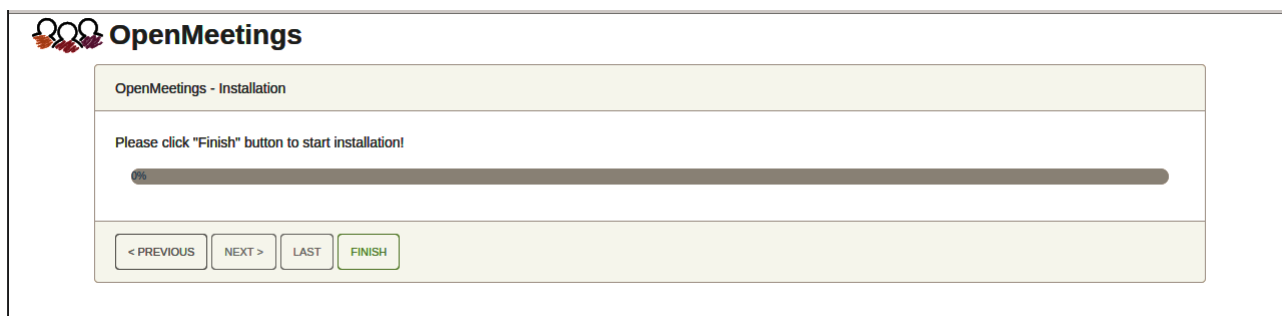 OpenMeetings
OpenMeetings - Installation
Please click "Finish" button to start installation!
0%
< PREVIOUS NEXT > LAST FINISH